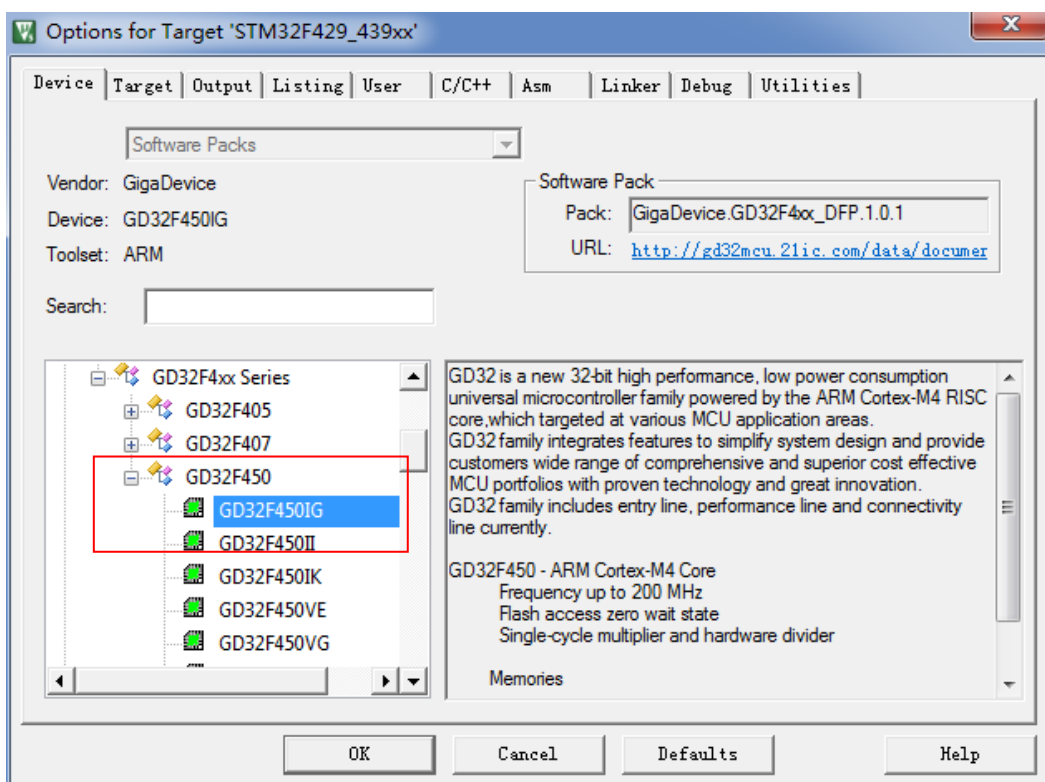 Options for Target 'STM32F429_439xx'
Device Target Output Listing User C/C++ Asm Linker Debug Utilities
Software Packs
Vendor: GigaDevice
Device: GD32F450IG
Toolset: ARM
Software Pack
Pack: GigaDevice.GD32F4xx_DFP.1.0.1
URL: http://gd32mcu.21ic.com/data/documer
Search:
GD32F4xx Series
GD32F405
GD32F407
GD32F450
GD32F450IG
GD32F450II
GD32F450IK
GD32F450VE
GD32F450VG
GD32 is a new 32-bit high performance, low power consumption
universal microcontroller family powered by the ARM Cortex-M4 RISC
core,which targeted at various MCU application areas.
GD32 family integrates features to simplify system design and provide
customers wide range of comprehensive and superior cost effective
MCU portfolios with proven technology and great innovation.
GD32 family includes entry line, performance line and connectivity
line currently.
GD32F450 - ARM Cortex-M4 Core
Frequency up to 200 MHz
Flash access zero wait state
Single-cycle multiplier and hardware divider
Memories
OK Cancel Defaults Help